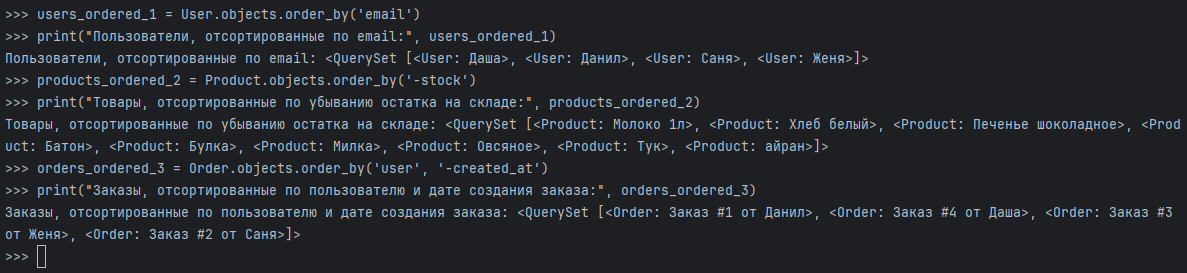 >>> users_ordered_1 = User.objects.order_by('email')
>>> print("Пользователи, отсортированные по email:", users_ordered_1)
Пользователи, отсортированные по email: <QuerySet [<User: Даша>, <User: Данил>, <User: Саня>, <User: Женя>]>
>>> products_ordered_2 = Product.objects.order_by('-stock')
>>> print("Товары, отсортированные по убыванию остатка на складе:", products_ordered_2)
Товары, отсортированные по убыванию остатка на складе: <QuerySet [<Product: Молоко 1л>, <Product: Хлеб белый>, <Product: Печенье шоколадное>, <Prod
uct: Батон>, <Product: Булка>, <Product: Милка>, <Product: Овсяное>, <Product: Тук>, <Product: айран>]>
>>> orders_ordered_3 = Order.objects.order_by('user', '-created_at')
>>> print("Заказы, отсортированные по пользователю и дате создания заказа:", orders_ordered_3)
Заказы, отсортированные по пользователю и дате создания заказа: <QuerySet [<Order: Заказ #1 от Данил>, <Order: Заказ #4 от Даша>, <Order: Заказ #3
от Женя>, <Order: Заказ #2 от Саня>]>
>>>